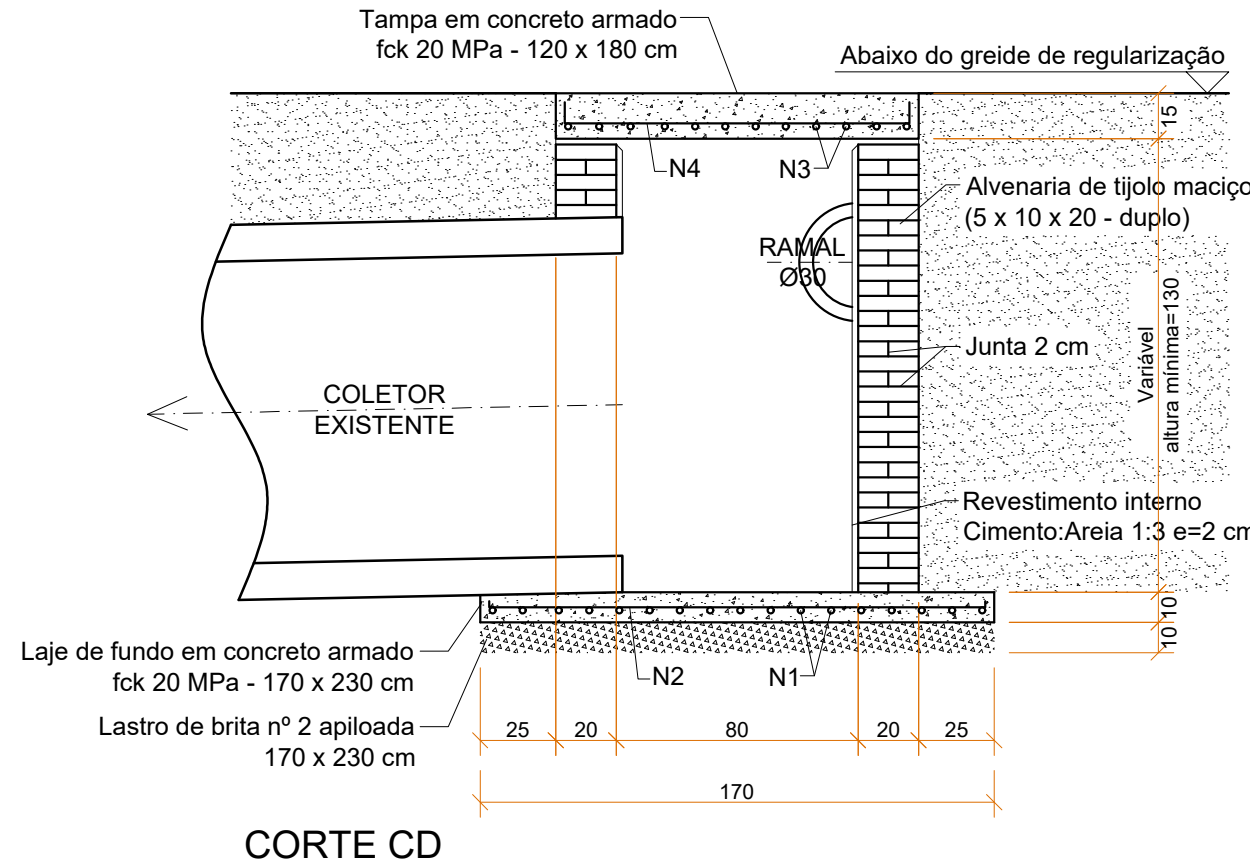 Tampa em concreto armado
fck 20 MPa - 120 x 180 cm
Abaixo do greide de regularização
15
N4
N3
Alvenaria de tijolo maciço
(5 x 10 x 20 - duplo)
RAMAL
Ø30
Variável
altura mínima=130
Junta 2 cm
COLETOR
EXISTENTE
Revestimento interno
Cimento:Areia 1:3 e=2 cm
10
10
Laje de fundo em concreto armado
fck 20 MPa - 170 x 230 cm
N2
N1
Lastro de brita nº 2 apiloada
170 x 230 cm
25
20
80
20
25
170
CORTE CD